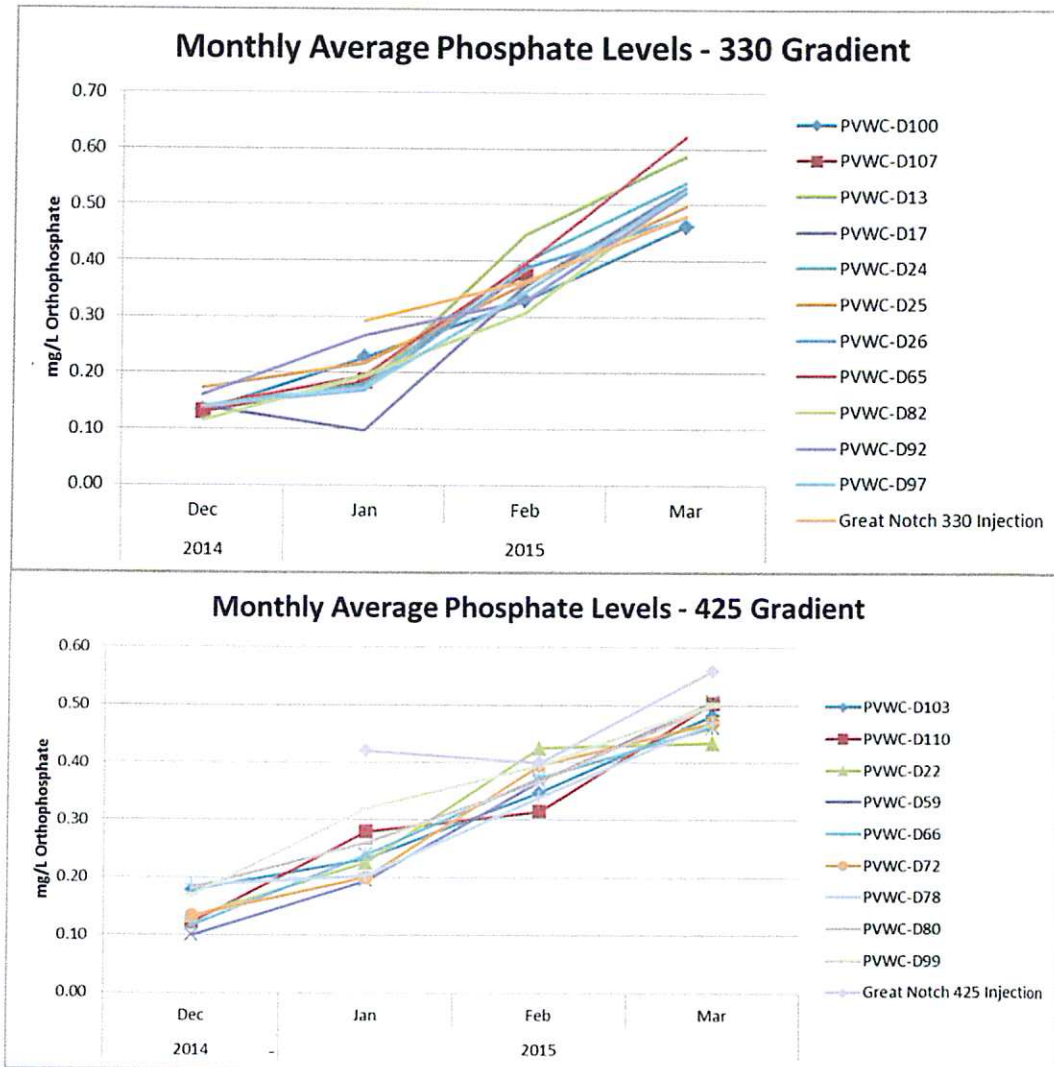 Monthly Average Phosphate Levels - 330 Gradient
mg/L Orthophosphate
0.70
0.60
0.50
0.40
0.30
0.20
0.10
0.00
Dec
Jan
Feb
Mar
2014
2015
PVWC-D100
PVWC-D107
PVWC-D13
PVWC-D17
PVWC-D24
PVWC-D25
PVWC-D26
PVWC-D65
PVWC-D82
PVWC-D92
PVWC-D97
Great Notch 330 Injection
Monthly Average Phosphate Levels - 425 Gradient
mg/L Orthophosphate
0.60
0.50
0.40
0.30
0.20
0.10
0.00
Dec
Jan
Feb
Mar
2014
2015
PVWC-D103
PVWC-D110
PVWC-D22
PVWC-D59
PVWC-D66
PVWC-D72
PVWC-D78
PVWC-D80
PVWC-D99
Great Notch 425 Injection